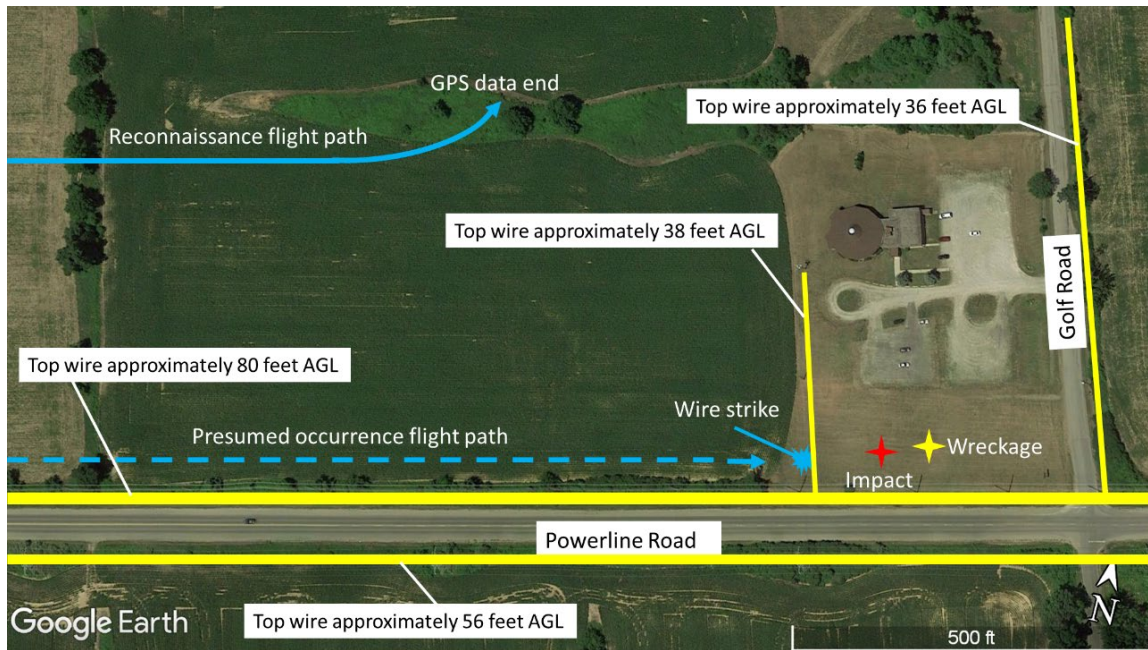 GPS data end
Top wire approximately 36 feet AGL
Reconnaissance flight path
Top wire approximately 38 feet AGL
Golf Road
Top wire approximately 80 feet AGL
Wire strike
Presumed occurrence flight path
Wreckage
Impact
Powerline Road
Top wire approximately 56 feet AGL
Google Earth
N
500 ft